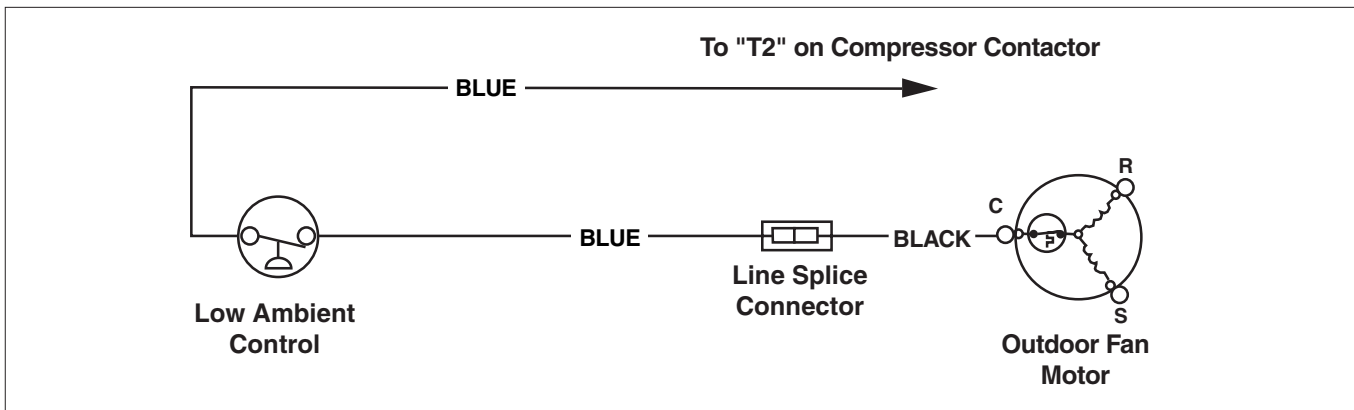 To "T2" on Compressor Contactor
BLUE
R
C
BLUE
BLACK
Line Splice
Connector
S
Low Ambient
Control
Outdoor Fan
Motor